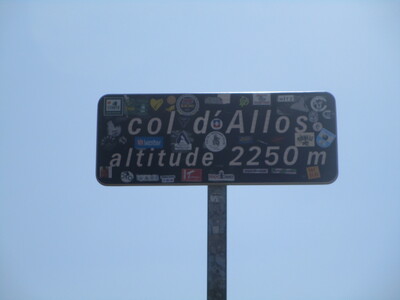 col d'Allos
altitude 2250 m